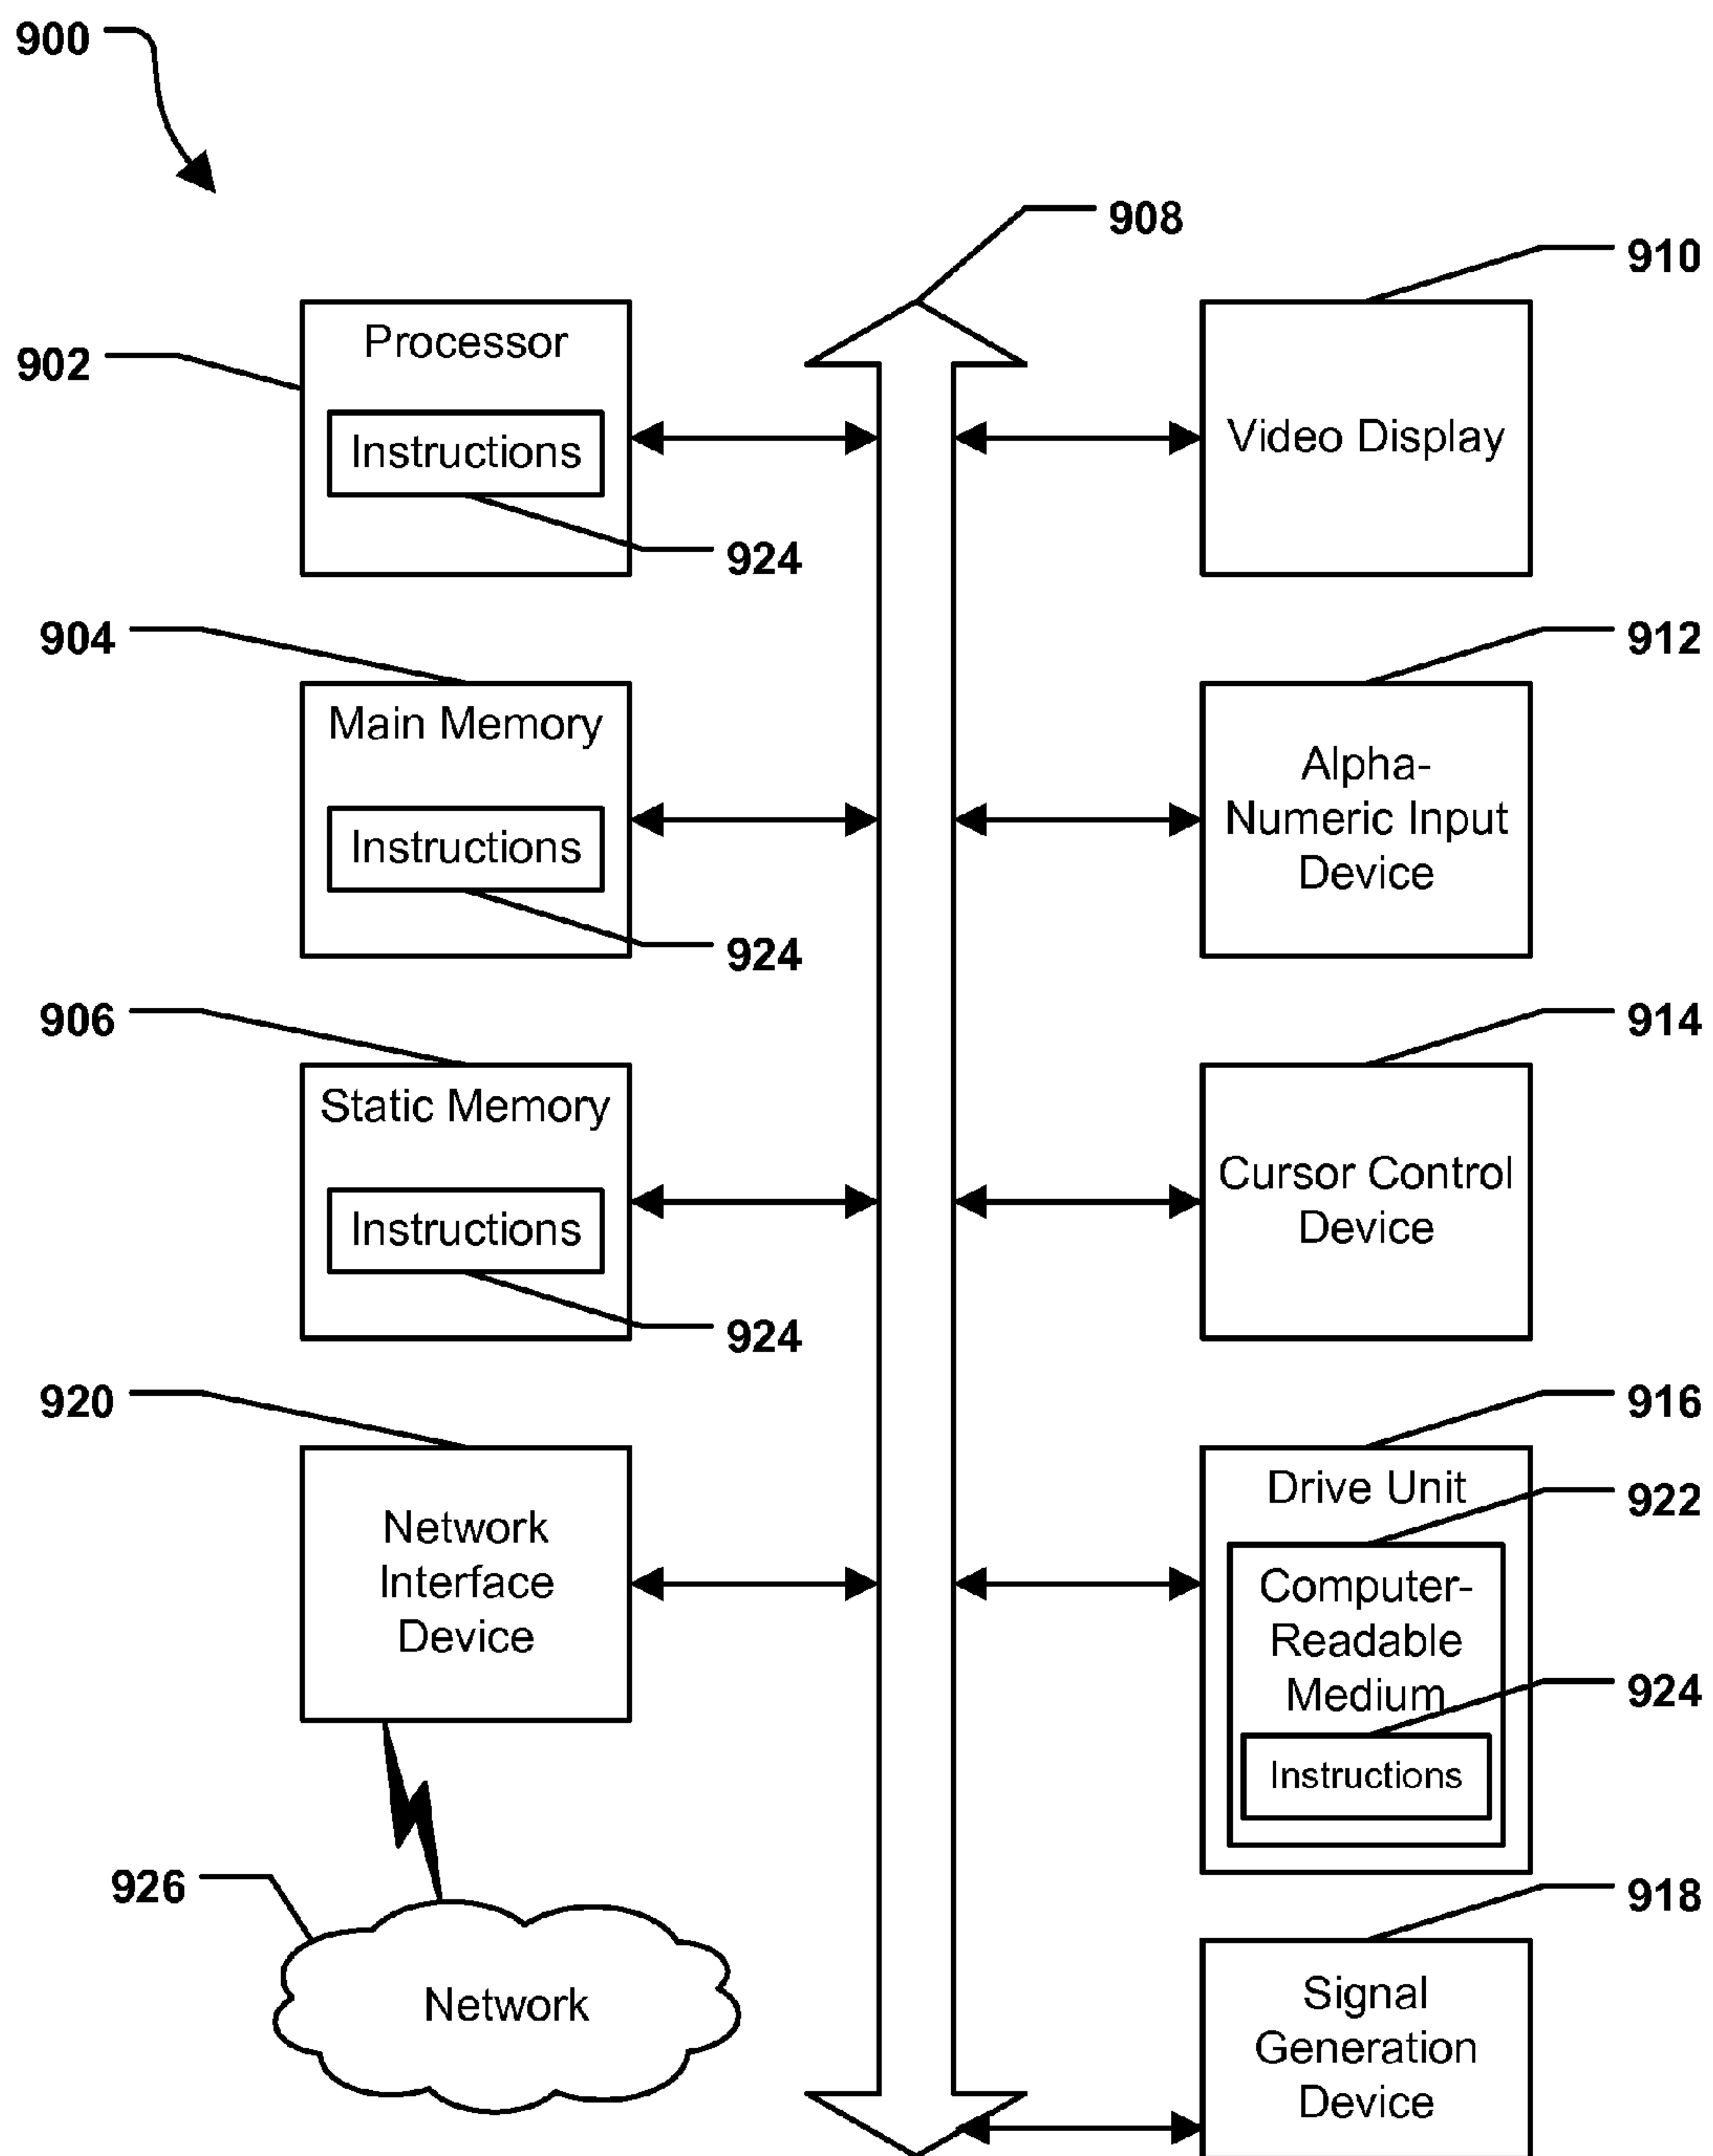 900
908
910
902
Processor
Instructions
924
Video Display
904
Main Memory
Instructions
924
912
Alpha-
Numeric Input
Device
906
Static Memory
Instructions
924
914
Cursor Control
Device
920
Network
Interface
Device
916
Drive Unit
922
Computer-
Readable
Medium
924
Instructions
926
Network
918
Signal
Generation
Device